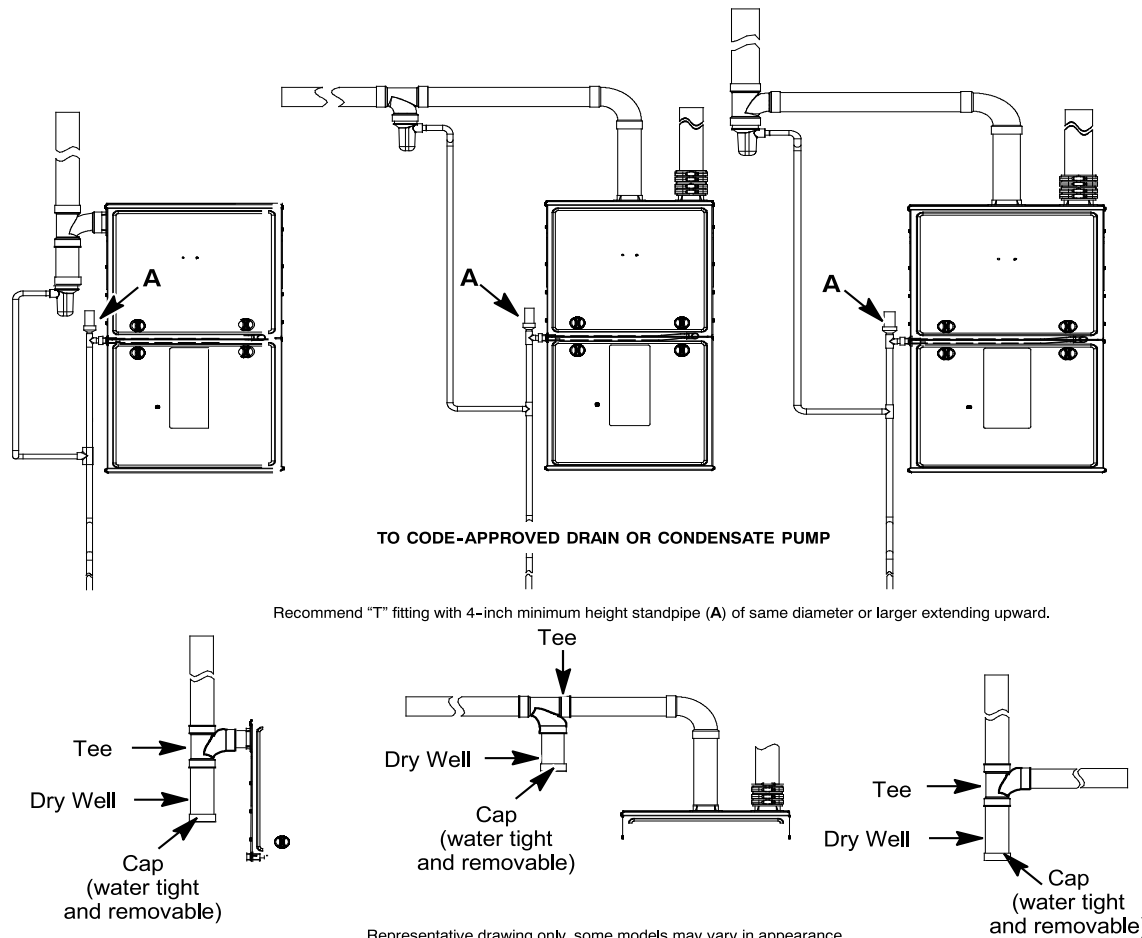 A
A
A
TO CODE-APPROVED DRAIN OR CONDENSATE PUMP
Recommend “T” fitting with 4-inch minimum height standpipe (A) of same diameter or larger extending upward.
Tee
Dry Well
Cap
(water tight
and removable)
Tee
Dry Well
Cap
(water tight
and removable)
Tee
Dry Well
Cap
(water tight
and removable)
Representative drawing only, some models may vary in appearance.